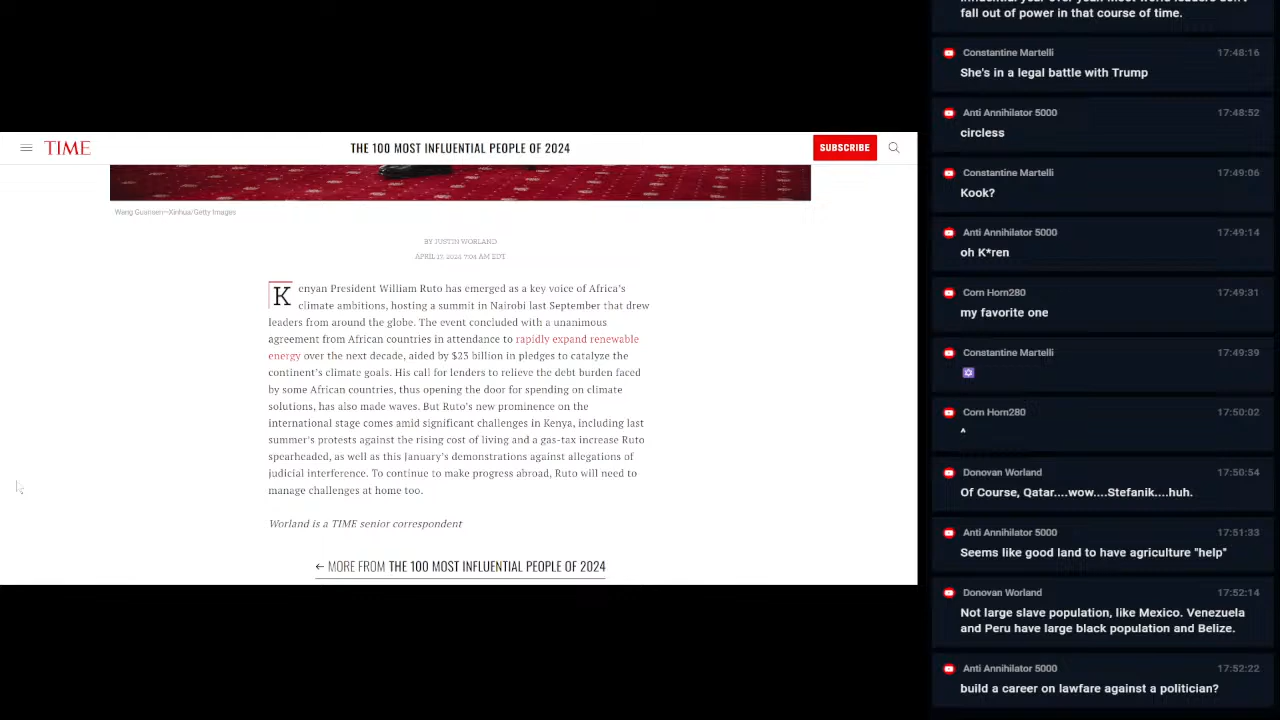 TIME
THE 100 MOST INFLUENTIAL PEOPLE OF 2024
SUBSCRIBE
Wang Guansen—Xinhua/Getty Images
BY JUSTIN WORLAND
APRIL 17, 2024 7:04 AM EDT
Kenyan President William Ruto has emerged as a key voice of Africa's
climate ambitions, hosting a summit in Nairobi last September that drew
leaders from around the globe. The event concluded with a unanimous
agreement from African countries in attendance to rapidly expand renewable
energy over the next decade, aided by $23 billion in pledges to catalyze the
continent's climate goals. His call for lenders to relieve the debt burden faced
by some African countries, thus opening the door for spending on climate
solutions, has also made waves. But Ruto's new prominence on the
international stage comes amid significant challenges in Kenya, including last
summer's protests against the rising cost of living and a gas-tax increase Ruto
spearheaded, as well as this January's demonstrations against allegations of
judicial interference. To continue to make progress abroad, Ruto will need to
manage challenges at home too.
Worland is a TIME senior correspondent
← MORE FROM THE 100 MOST INFLUENTIAL PEOPLE OF 2024
fall out of power in that course of time.
Constantine Martelli 17:48:16
She's in a legal battle with Trump
Anti Annihilator 5000 17:48:52
circless
Constantine Martelli 17:49:06
Kook?
Anti Annihilator 5000 17:49:14
oh K*ren
Corn Horn280 17:49:31
my favorite one
Constantine Martelli 17:49:39
✡
Corn Horn280 17:50:02
^
Donovan Worland 17:50:54
Of Course, Qatar....wow....Stefanik....huh.
Anti Annihilator 5000 17:51:33
Seems like good land to have agriculture "help"
Donovan Worland 17:52:14
Not large slave population, like Mexico. Venezuela
and Peru have large black population and Belize.
Anti Annihilator 5000 17:52:22
build a career on lawfare against a politician?